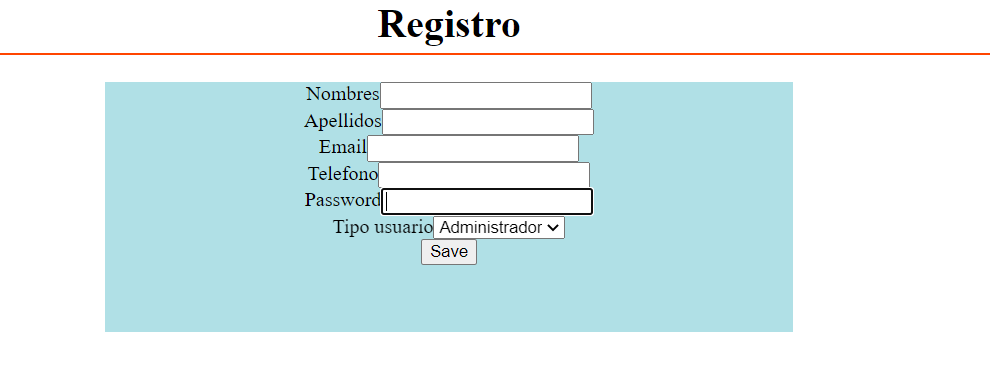 Registro
Nombres
Apellidos
Email
Telefono
Password
Tipo usuario Administrador
Save